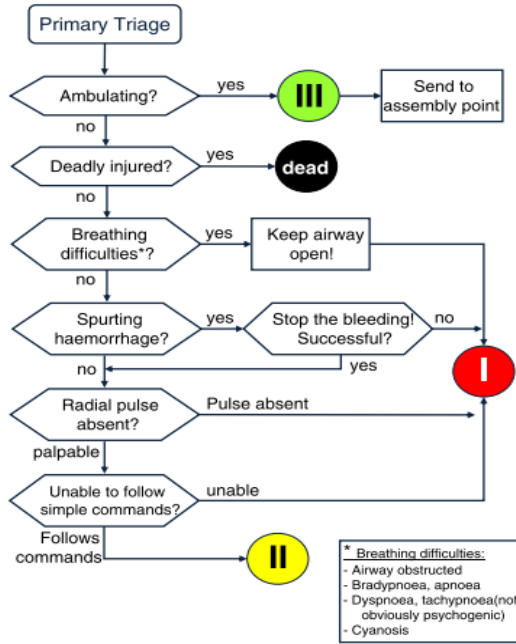 Primary Triage
Ambulating?
yes
III
Send to
assembly point
no
Deadly injured?
yes
dead
no
Breathing
difficulties*?
yes
Keep airway
open!
no
Spurting
haemorrhage?
yes
Stop the bleeding!
Successful?
no
yes
no
I
Radial pulse
absent?
Pulse absent
palpable
Unable to follow
simple commands?
unable
Follows
commands
II
* Breathing difficulties:
- Airway obstructed
- Bradypnoea, apnoea
- Dyspnoea, tachypnoea(not
obviously psychogenic)
- Cyanosis